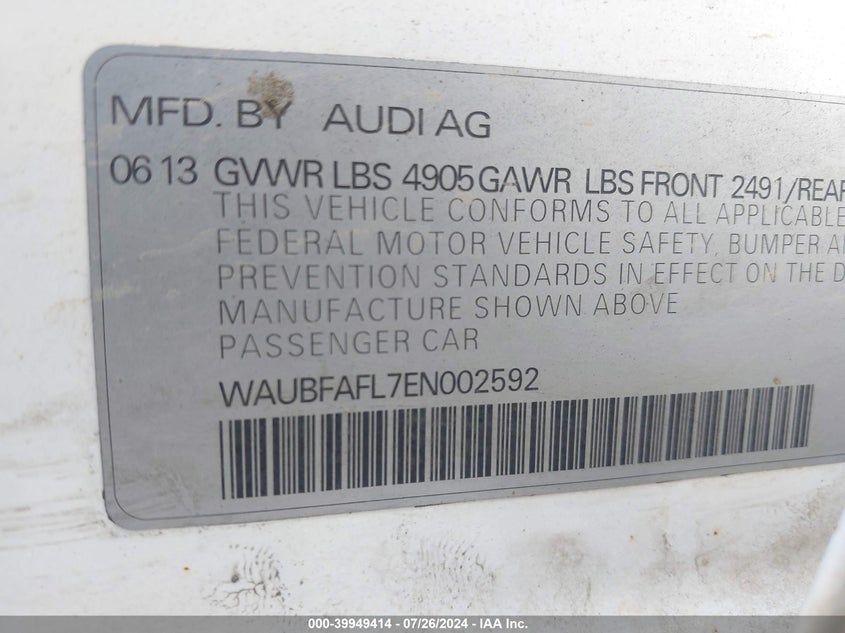 MFD. BY AUDI AG
06 13 GVWR LBS 4905 GAWR LBS FRONT 2491/REAR
THIS VEHICLE CONFORMS TO ALL APPLICABLE
FEDERAL MOTOR VEHICLE SAFETY, BUMPER
PREVENTION STANDARDS IN EFFECT ON THE
MANUFACTURE SHOWN ABOVE
PASSENGER CAR
WAUBFAFL7EN002592
000-39949414 - 07/26/2024 - IAA Inc.